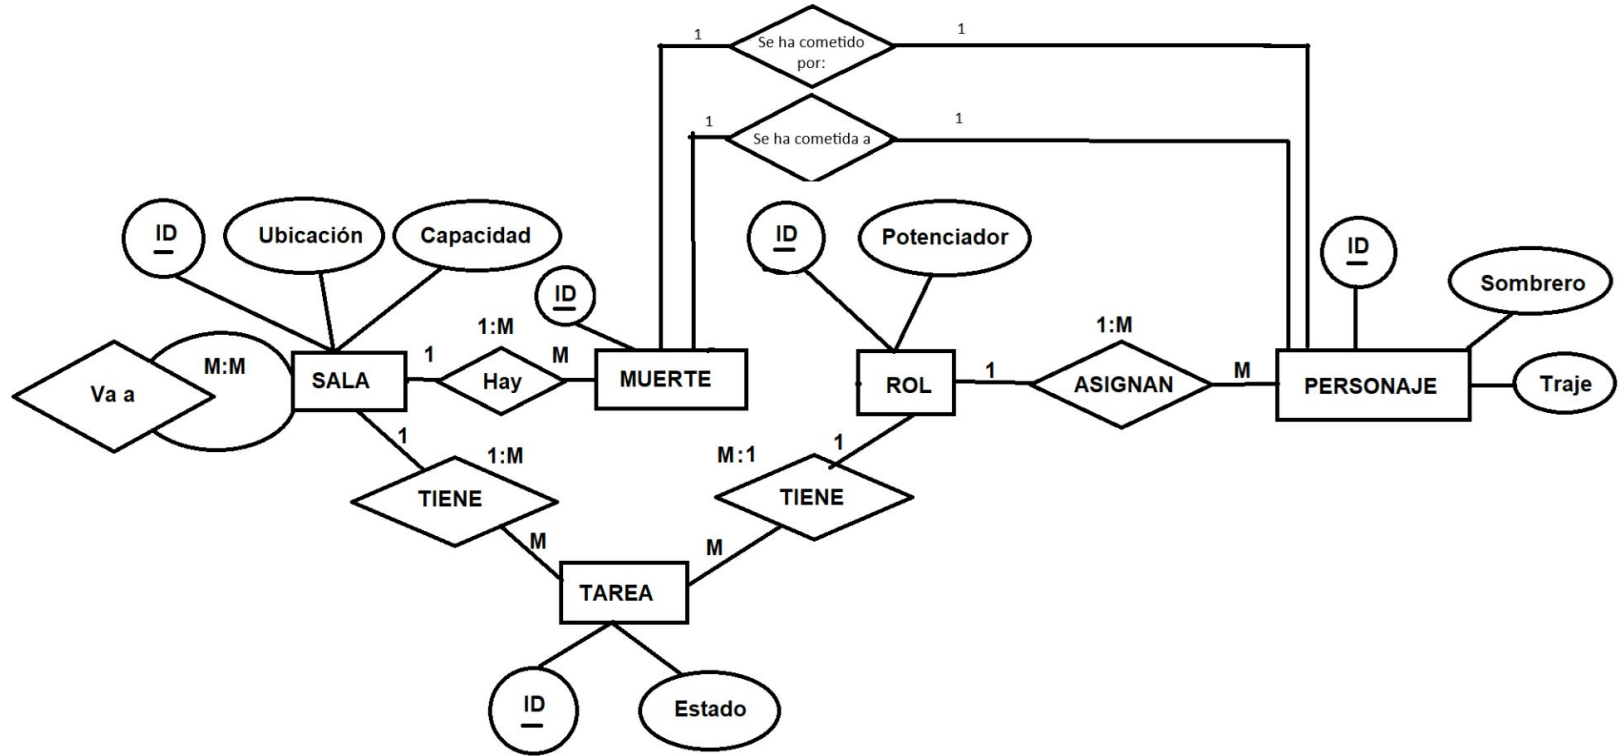 1
Se ha cometido
por:
1
1
Se ha cometida a
1
ID
Ubicación
Capacidad
ID
Potenciador
ID
Sombrero
ID
Traje
Va a
M:M
SALA
1
1:M
Hay
M
MUERTE
ROL
1
1:M
ASIGNAN
M
PERSONAJE
1
1:M
TIENE
M
M:1
1
TIENE
M
TAREA
ID
Estado